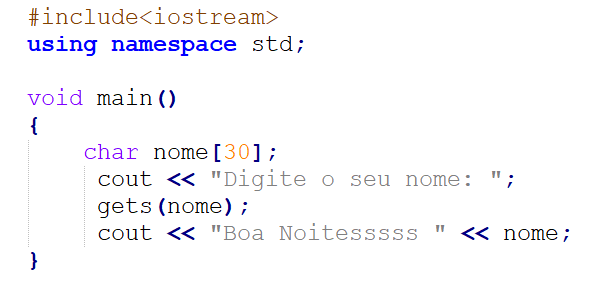 #include<iostream>
using namespace std;
void main()
{
char nome[30];
cout << "Digite o seu nome: ";
gets(nome);
cout << "Boa Noitesssss " << nome;
}